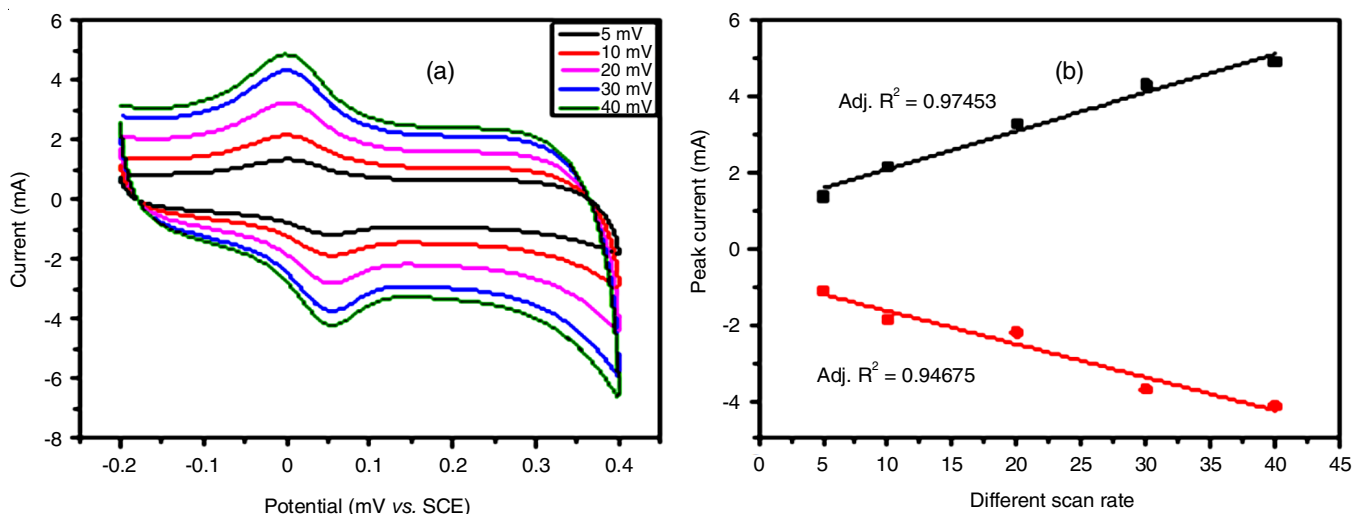 6
4
2
0
-2
-4
-6
-8
Current (mA)
(a)
5 mV
10 mV
20 mV
30 mV
40 mV
-0.2 -0.1 0 0.1 0.2 0.3 0.4
Potential (mV vs. SCE)
6
4
2
0
-2
-4
Peak current (mA)
(b)
Adj. R² = 0.97453
Adj. R² = 0.94675
0 5 10 15 20 25 30 35 40 45
Different scan rate